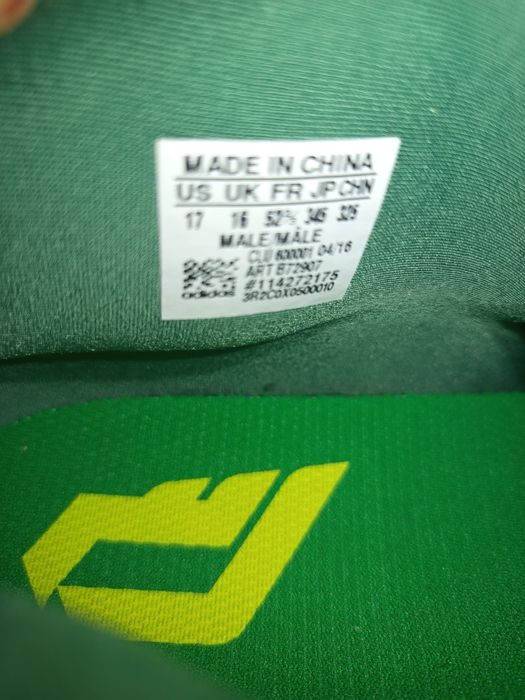 MADE IN CHINA
US UK FR JP CHN
17 16 52⅔ 345 325
MALE/MÂLE
CLU 600001 04/16
ART B72907
#114272175
adidas 3R2C0X0500010